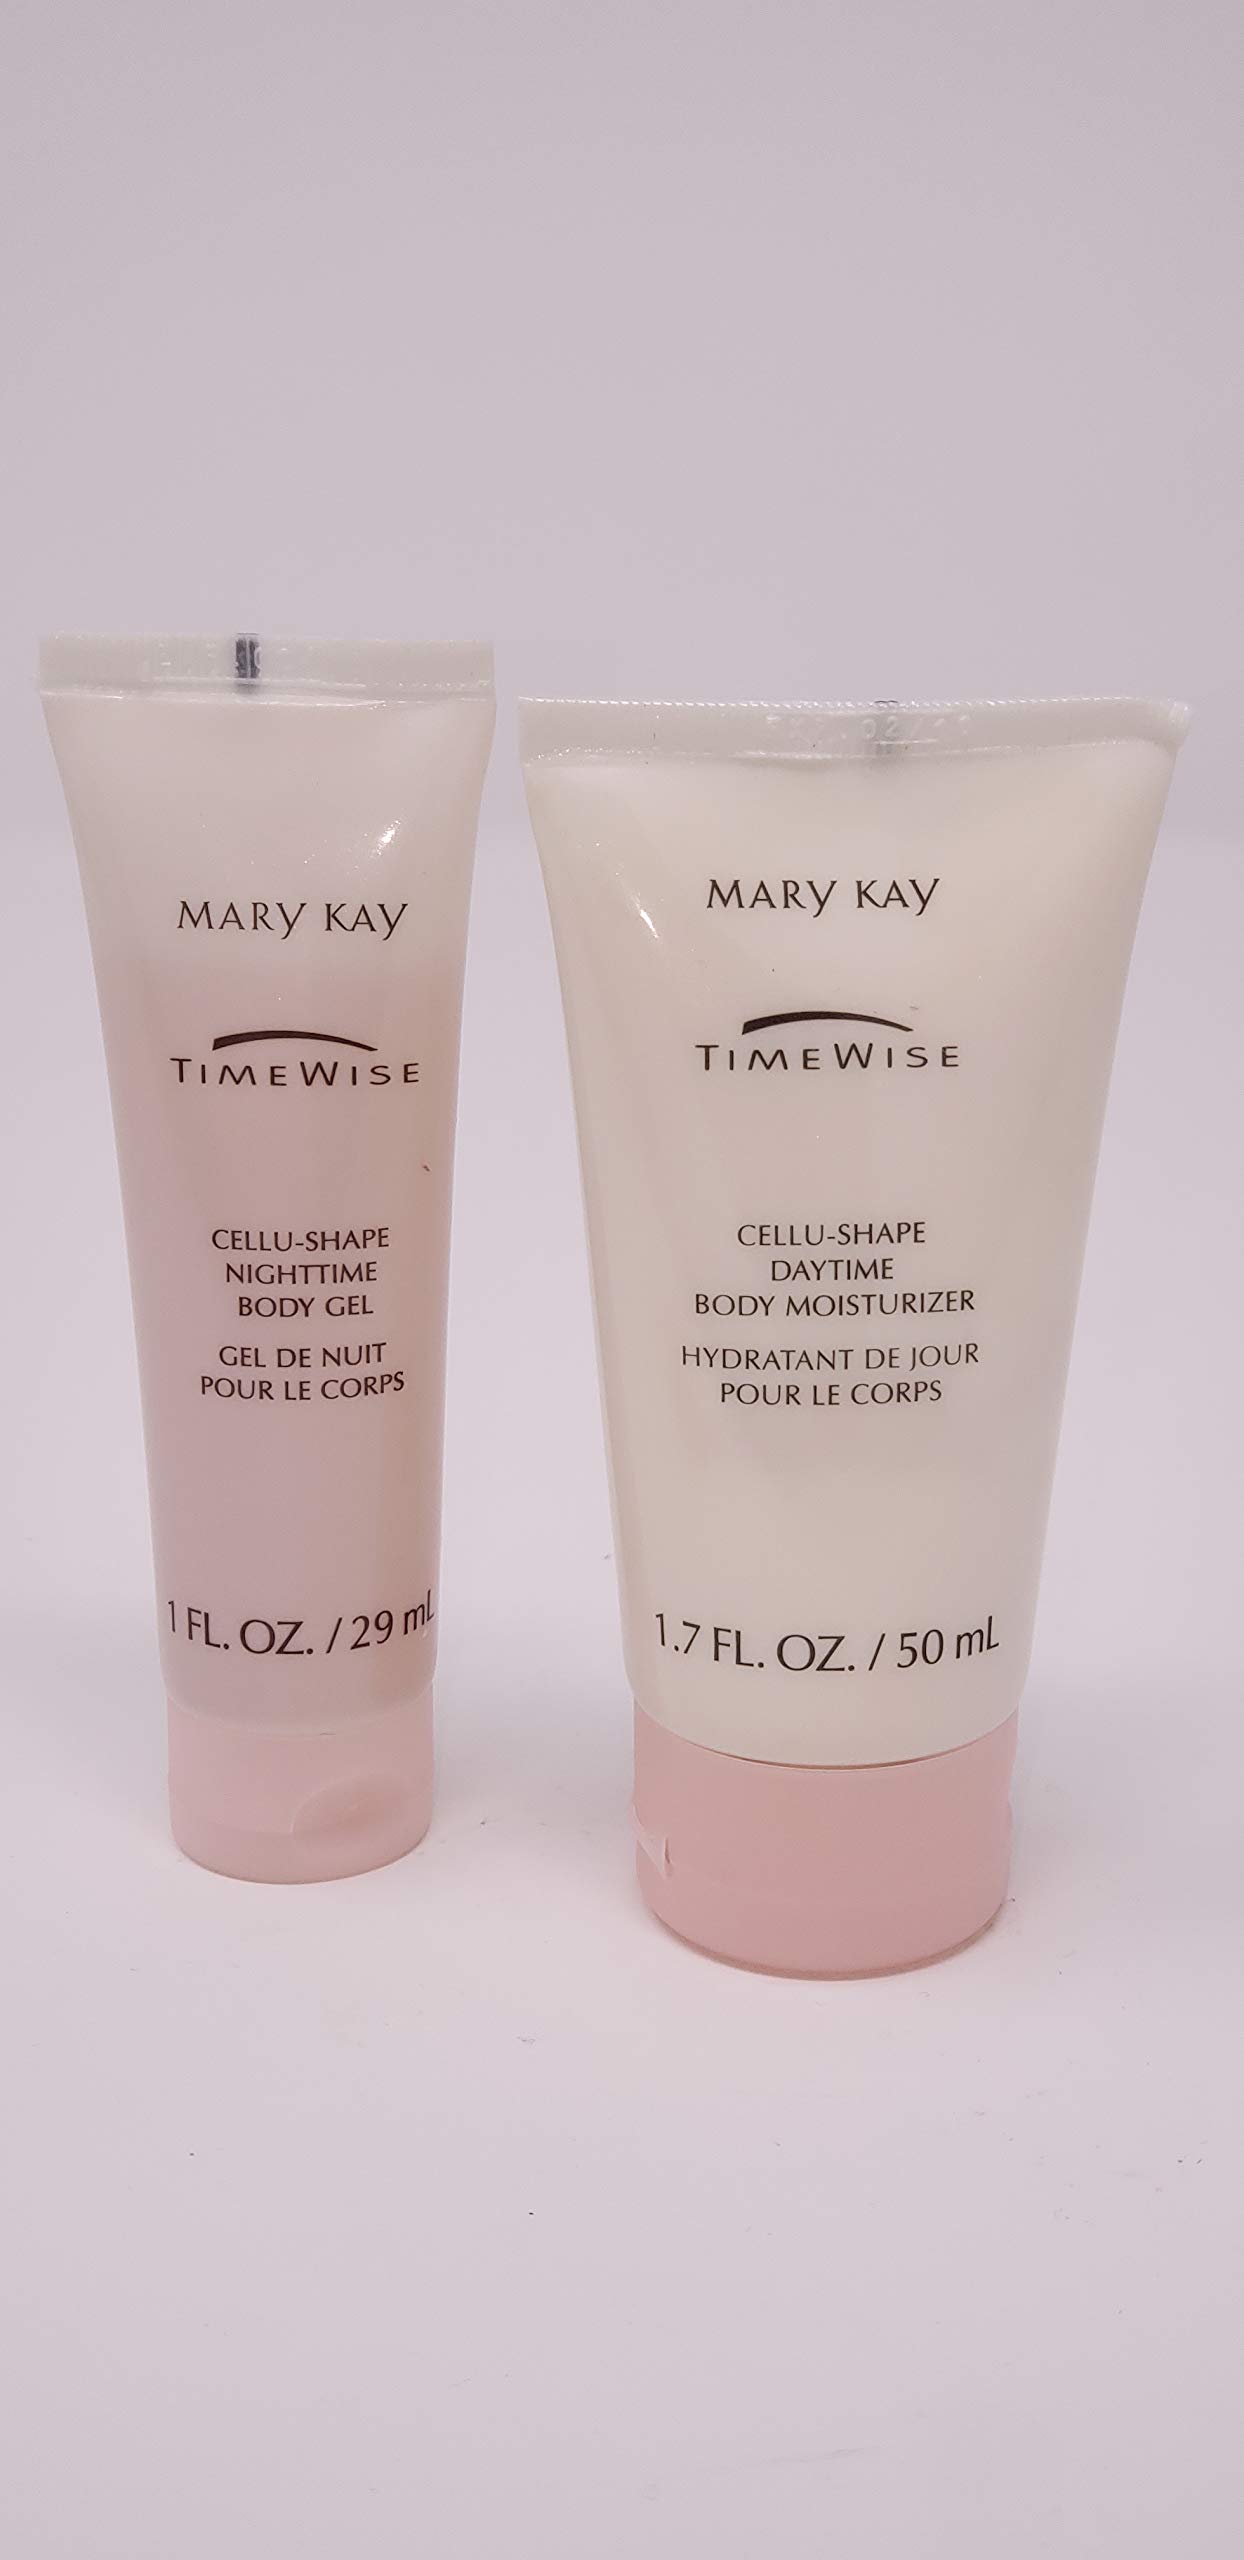 MARY KAY
TIMEWISE
CELLU-SHAPE
NIGHTTIME
BODY GEL
GEL DE NUIT
POUR LE CORPS
1 FL. OZ. / 29 mL
MARY KAY
TIMEWISE
CELLU-SHAPE
DAYTIME
BODY MOISTURIZER
HYDRATANT DE JOUR
POUR LE CORPS
1.7 FL. OZ. / 50 mL